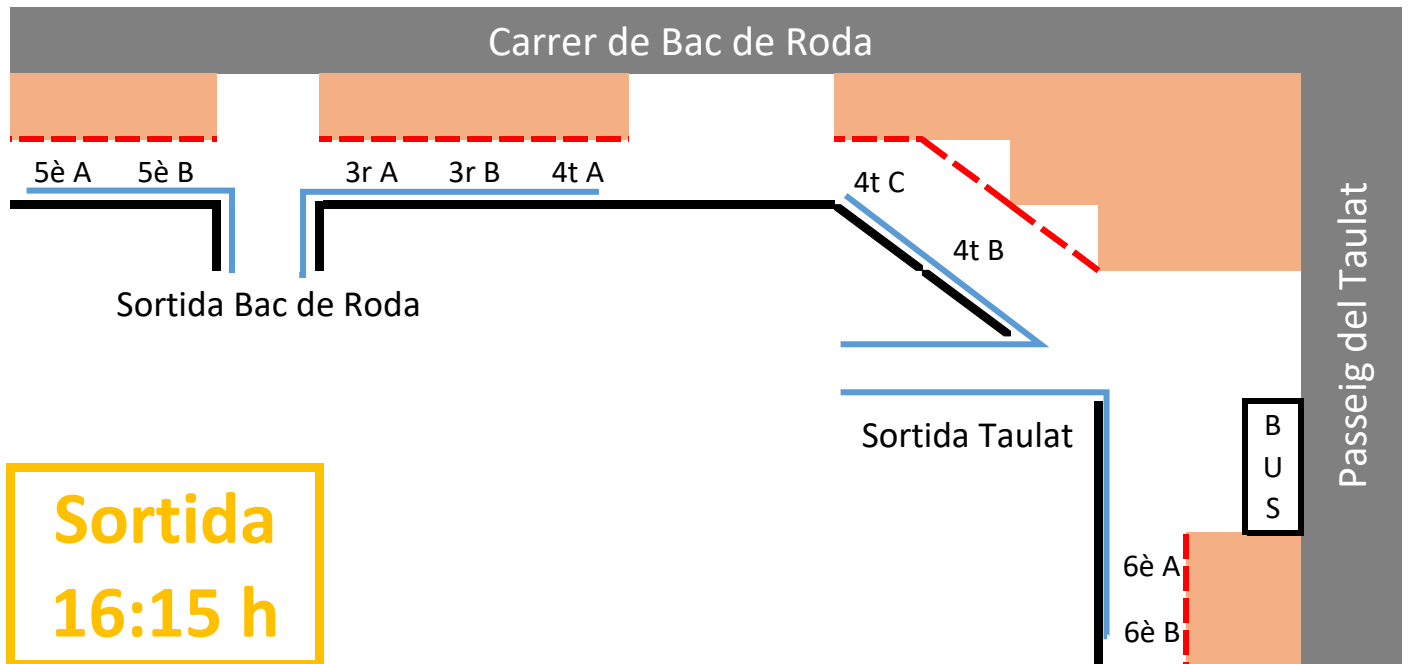 Carrer de Bac de Roda
5è A 5è B 3r A 3r B 4t A
4t C
4t B
Sortida Bac de Roda
Passeig del Taulat
Sortida Taulat
B
U
S
Sortida
16:15 h
6è A
6è B